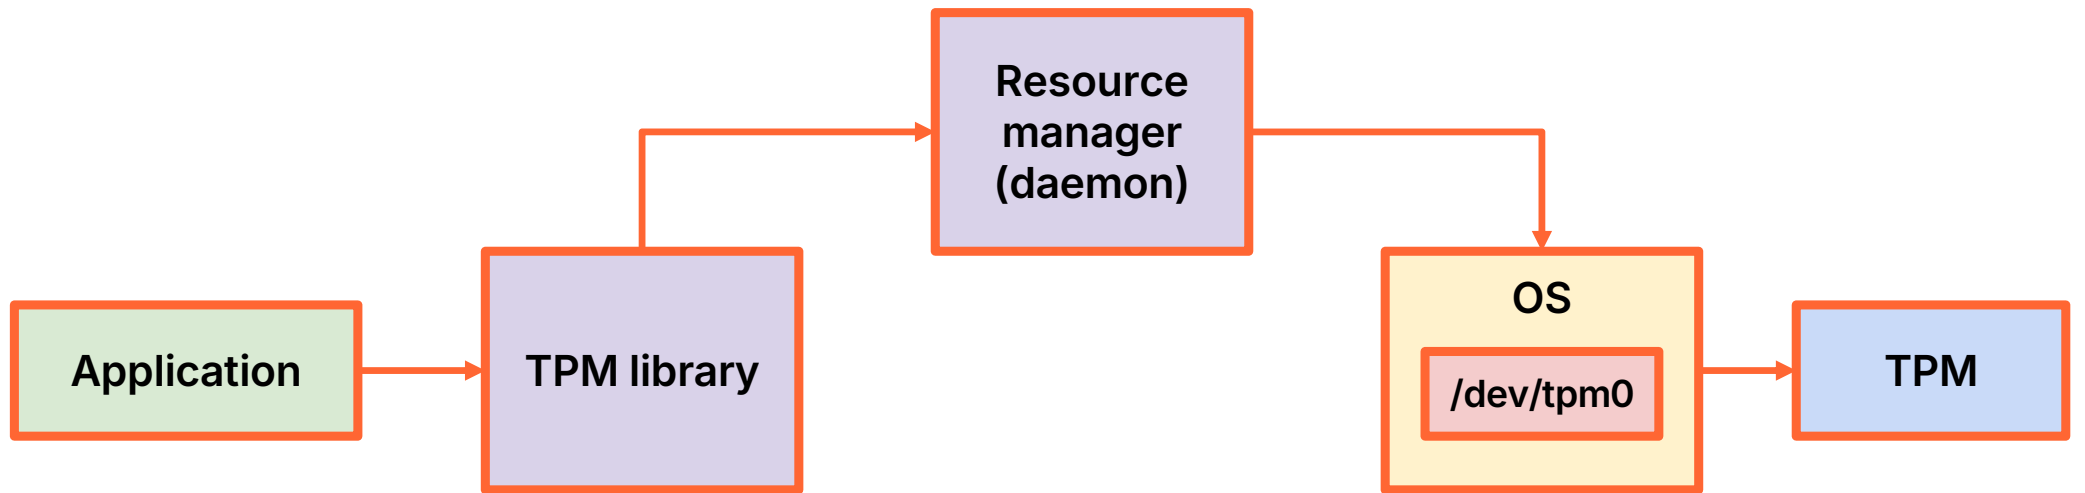 Application
TPM library
Resource
manager
(daemon)
OS
/dev/tpm0
TPM